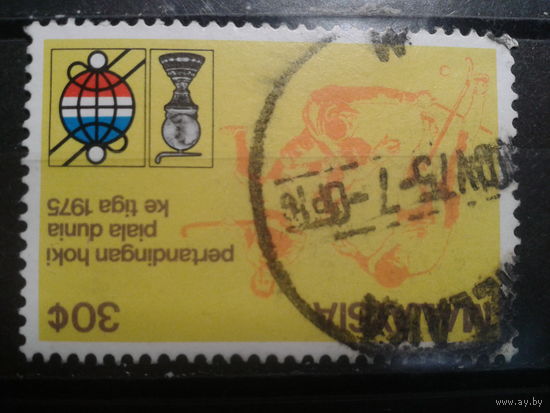 MALAYSIA 30¢
pertandingan hoki
piala dunia
ke tiga 1975
www.ay.by